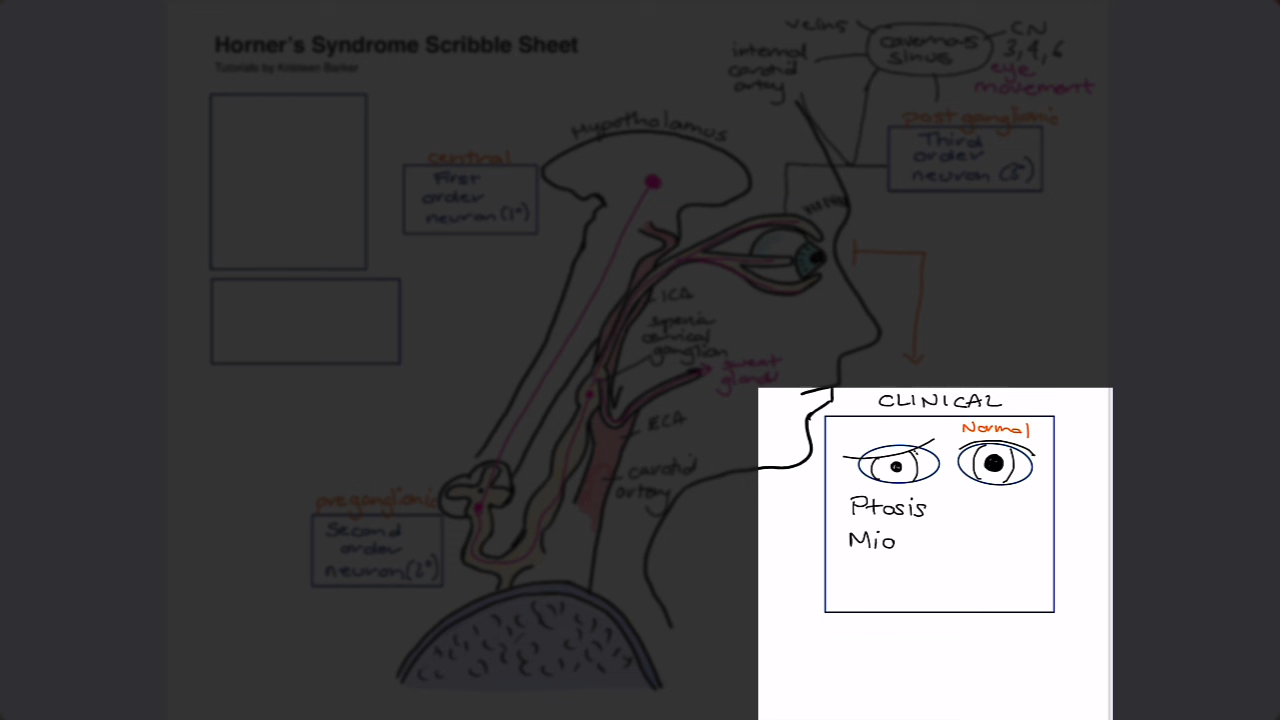 Horner's Syndrome Scribble Sheet
Tutorials by Kristeen Barker
veins
cavernous
sinus
CN
3, 4, 6
eye
movement
internal
carotid
artery
Hypothalamus
central
First
order
neuron (1°)
postganglionic
Third
order
neuron (3°)
ICA
superior
cervical
ganglion
sweat
glands
ECA
carotid
artery
preganglionic
Second
order
neuron (2°)
CLINICAL
Normal
Ptosis
Mio